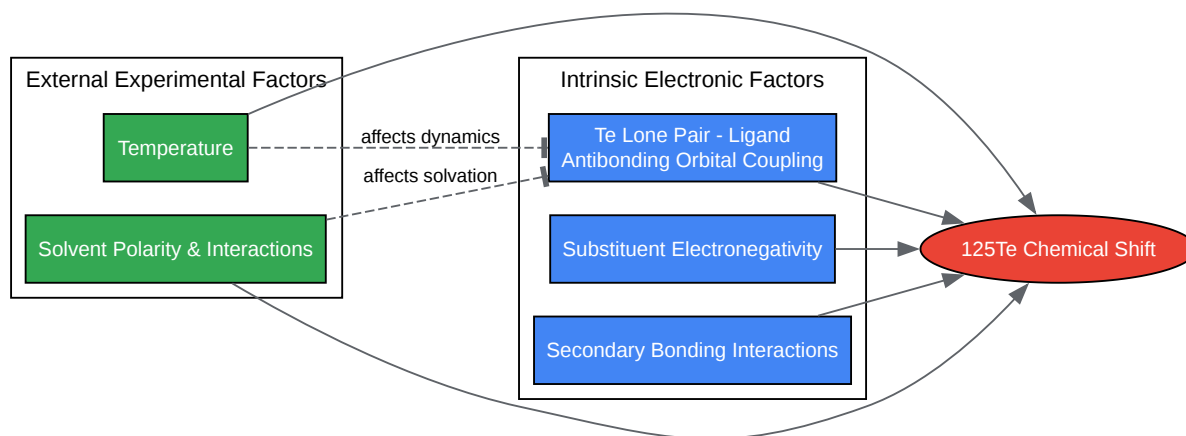 External Experimental Factors
Temperature
Solvent Polarity & Interactions
affects dynamics
affects solvation
Intrinsic Electronic Factors
Te Lone Pair - Ligand
Antibonding Orbital Coupling
Substituent Electronegativity
Secondary Bonding Interactions
125Te Chemical Shift